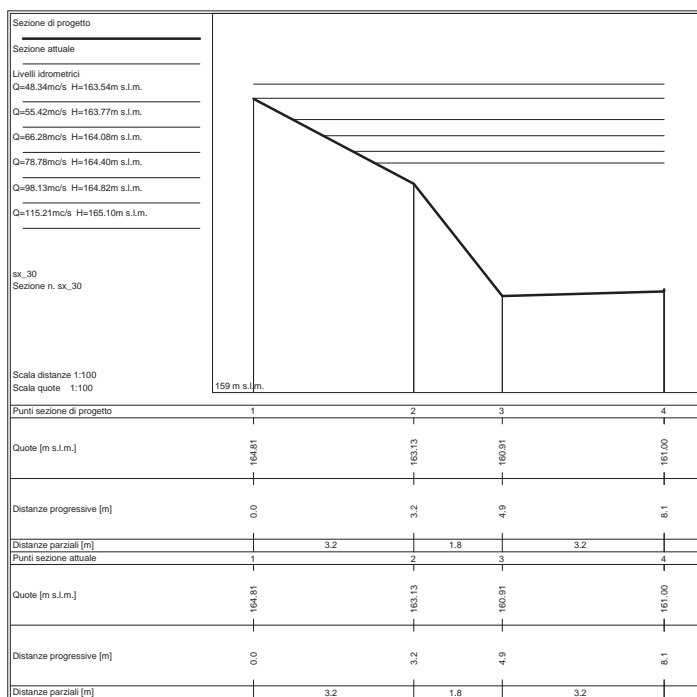 Sezione di progetto
Sezione attuale
Livelli idrometrici
Q=48.34mc/s H=163.54m s.l.m.
Q=55.42mc/s H=163.77m s.l.m.
Q=66.28mc/s H=164.08m s.l.m.
Q=78.78mc/s H=164.40m s.l.m.
Q=98.13mc/s H=164.82m s.l.m.
Q=115.21mc/s H=165.10m s.l.m.
sx_30
Sezione n. sx_30
Scala distanze 1:100
Scala quote 1:100
159 m s.l.m.
Punti sezione di progetto 1 2 3 4
Quote [m s.l.m.] 164.81 163.13 160.91 161.00
Distanze progressive [m] 0.0 3.2 4.9 8.1
Distanze parziali [m] 3.2 1.8 3.2
Punti sezione attuale 1 2 3 4
Quote [m s.l.m.] 164.81 163.13 160.91 161.00
Distanze progressive [m] 0.0 3.2 4.9 8.1
Distanze parziali [m] 3.2 1.8 3.2